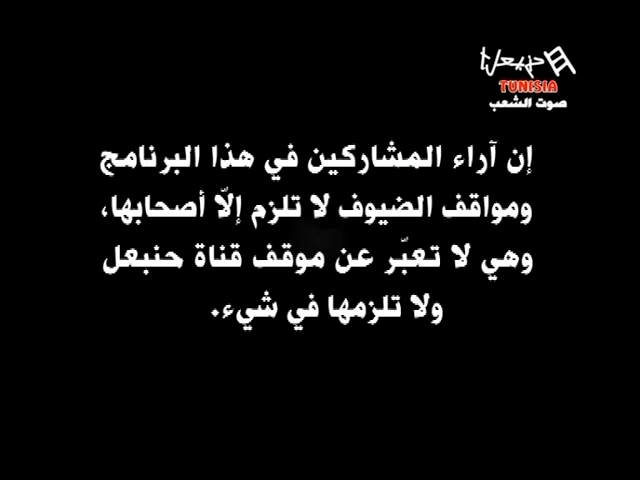 TUNISIA
صوت الشعب
إن آراء المشاركين في هذا البرنامج
ومواقف الضيوف لا تلزم إلّا أصحابها،
وهي لا تعبّر عن موقف قناة حنبعل
ولا تلزمها في شيء.